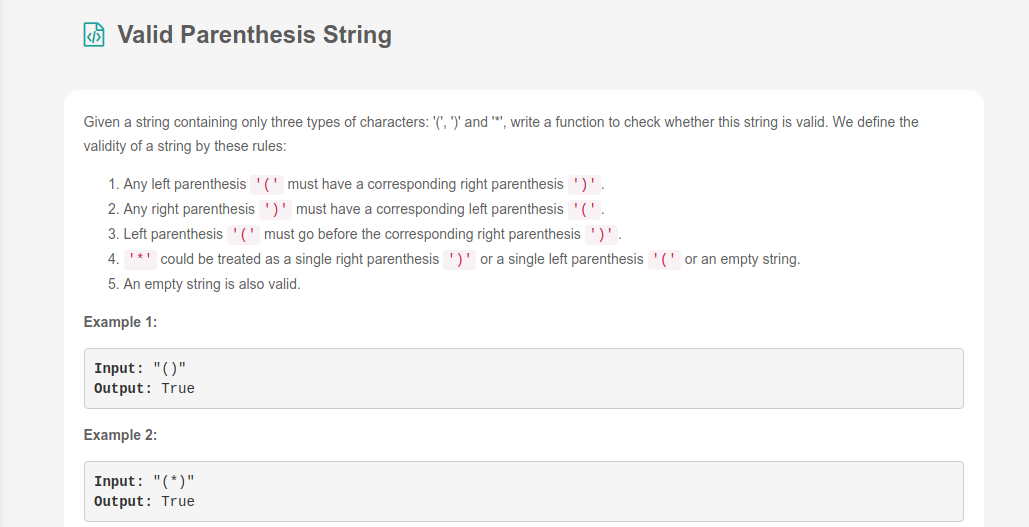 Valid Parenthesis String
Given a string containing only three types of characters: '(', ')' and '*', write a function to check whether this string is valid. We define the
validity of a string by these rules:
1. Any left parenthesis '(' must have a corresponding right parenthesis ')'.
2. Any right parenthesis ')' must have a corresponding left parenthesis '('.
3. Left parenthesis '(' must go before the corresponding right parenthesis ')'.
4. '*' could be treated as a single right parenthesis ')' or a single left parenthesis '(' or an empty string.
5. An empty string is also valid.
Example 1:
Input: "()"
Output: True
Example 2:
Input: "(*)"
Output: True